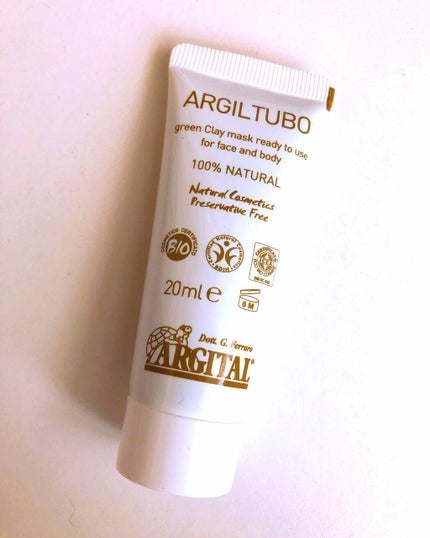 ARGILTUBO
green Clay mask ready to use
for face and body
100% NATURAL
Natural Cosmetics
Preservative Free
BIO
20ml e
6 M
Dott. G. Ferraro
ARGITAL®